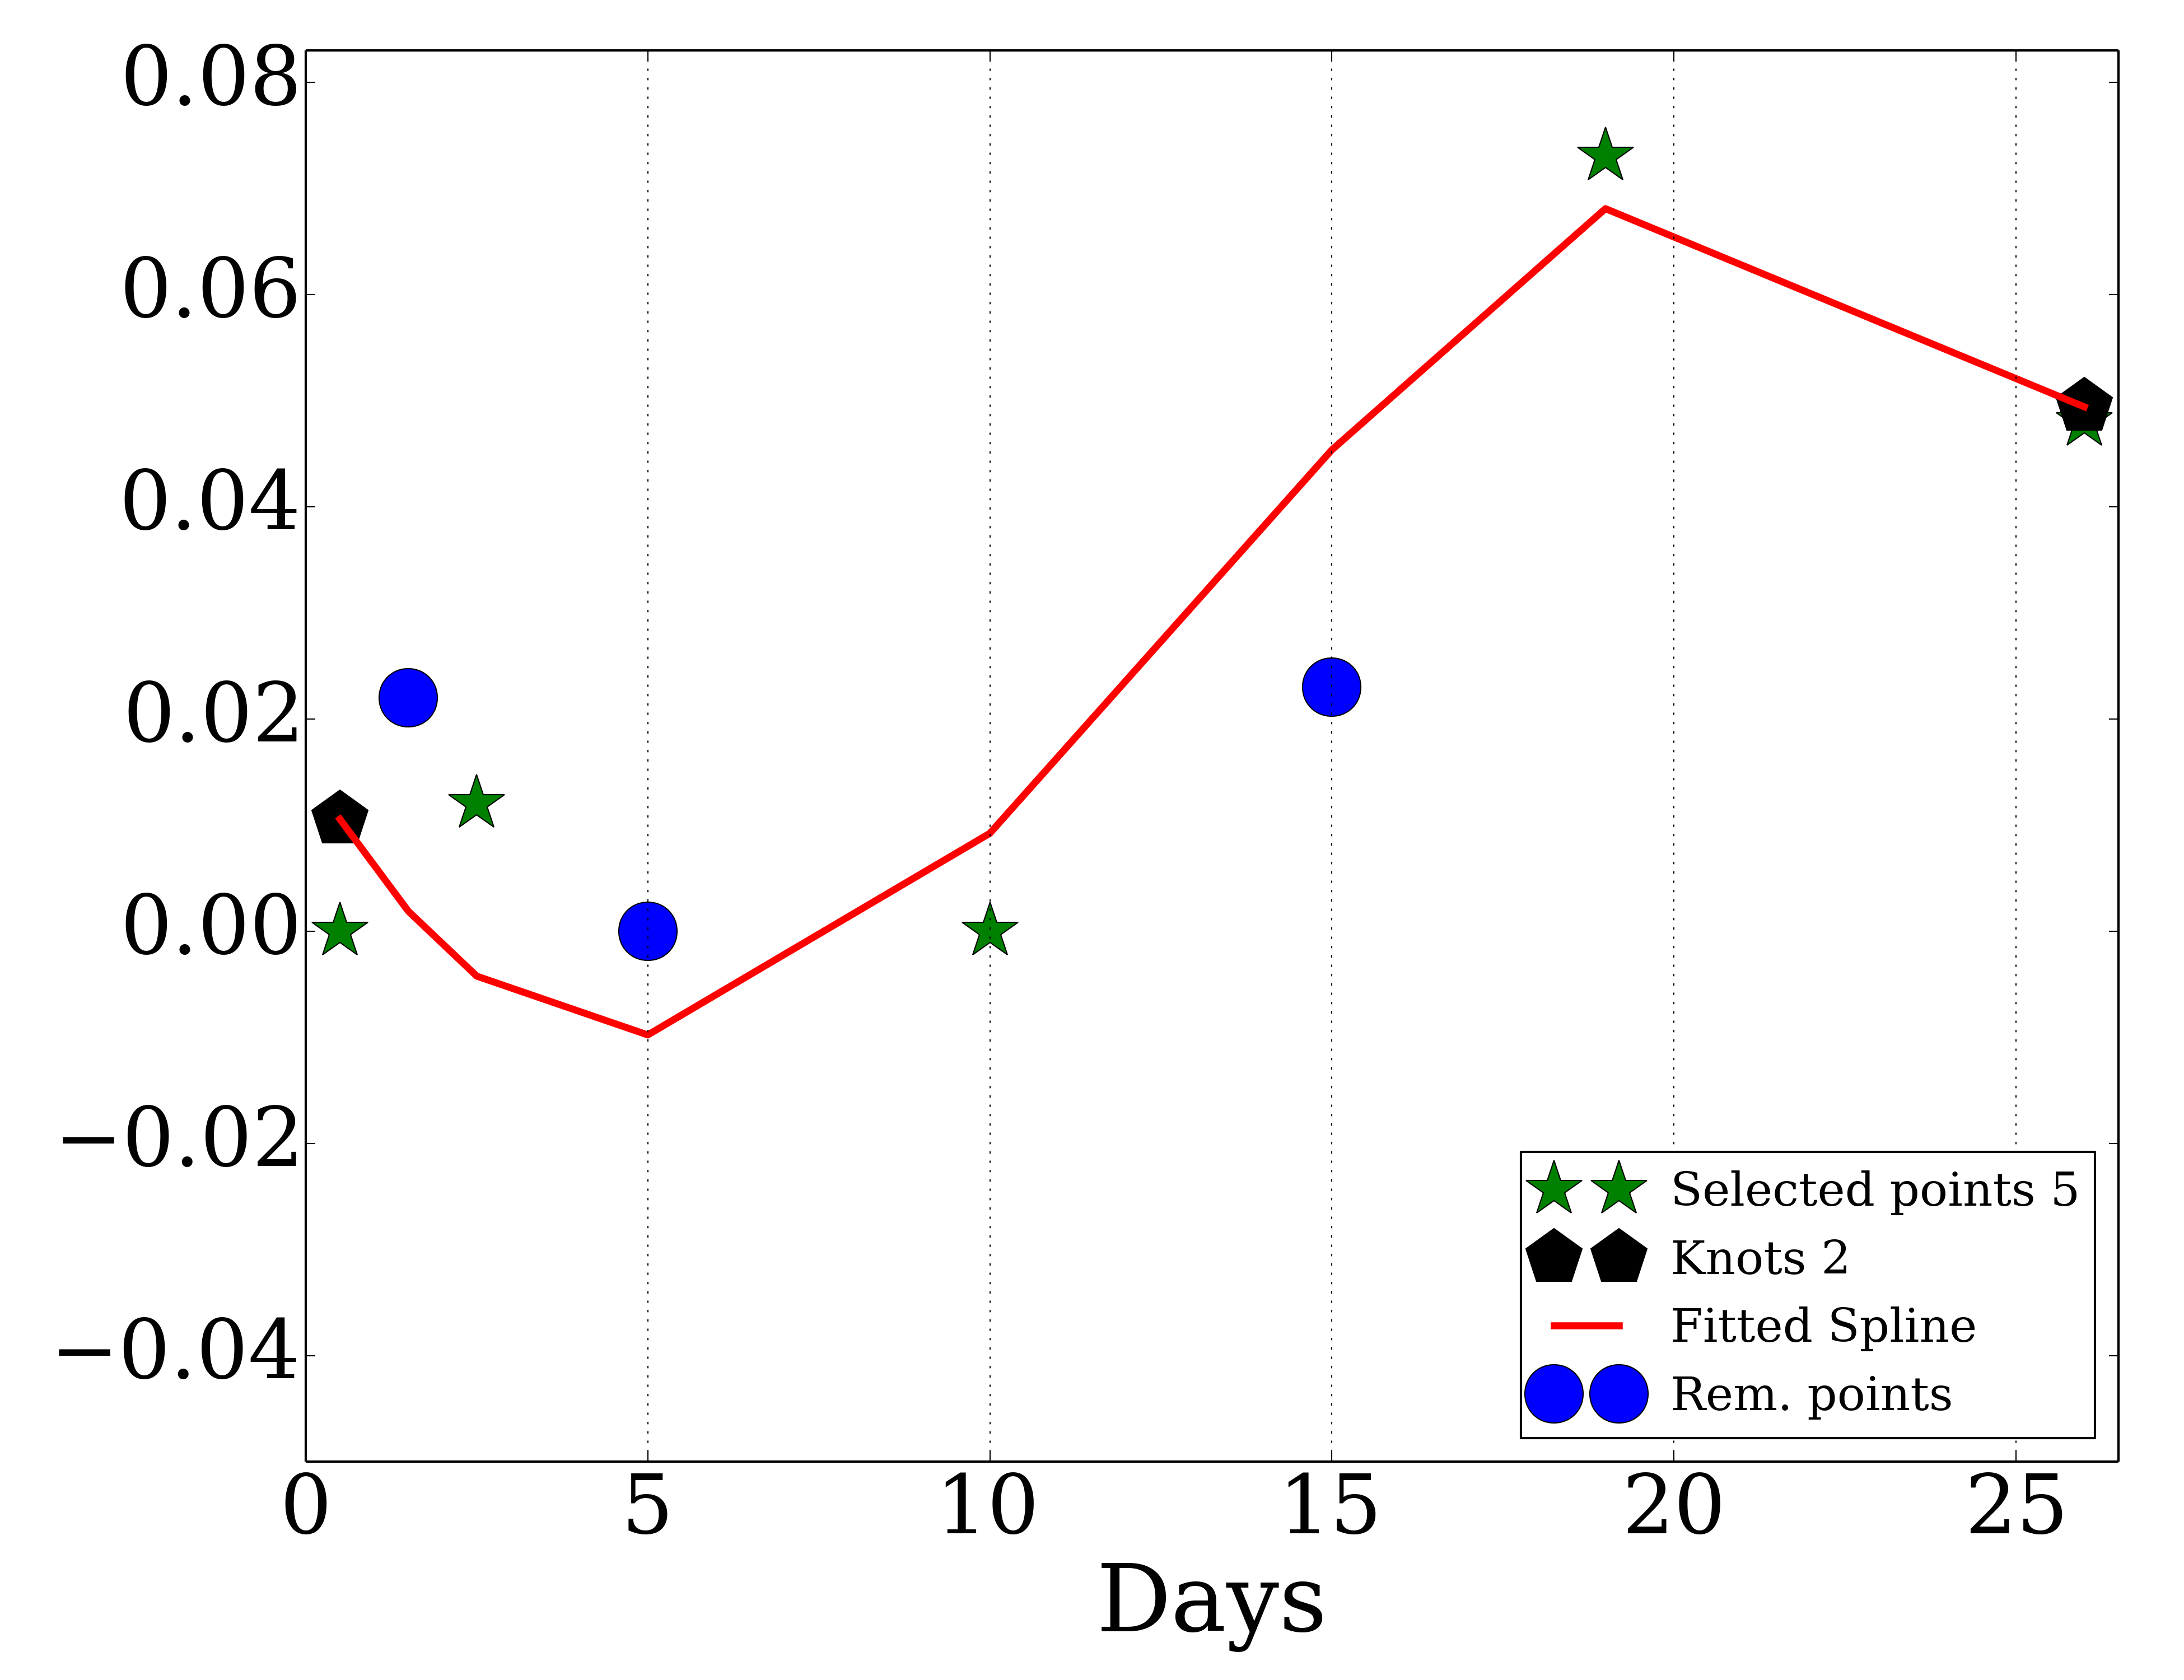 0.08
0.06
0.04
0.02
0.00
−0.02
−0.04
0 5 10 15 20 25
Days
Selected points 5
Knots 2
Fitted Spline
Rem. points